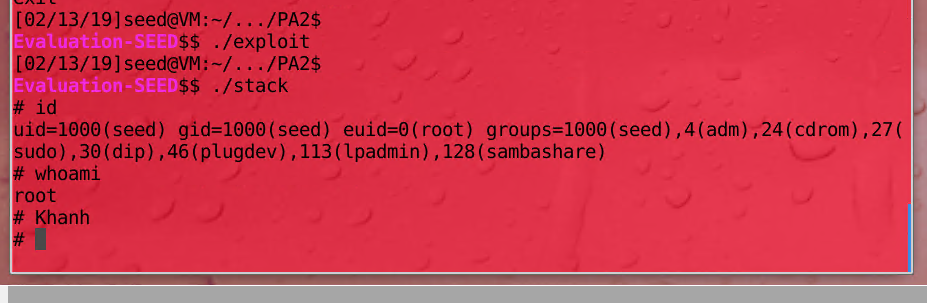 exit
[02/13/19]seed@VM:~/.../PA2$
Evaluation-SEED$$ ./exploit
[02/13/19]seed@VM:~/.../PA2$
Evaluation-SEED$$ ./stack
# id
uid=1000(seed) gid=1000(seed) euid=0(root) groups=1000(seed),4(adm),24(cdrom),27(
sudo),30(dip),46(plugdev),113(lpadmin),128(sambashare)
# whoami
root
# Khanh
#